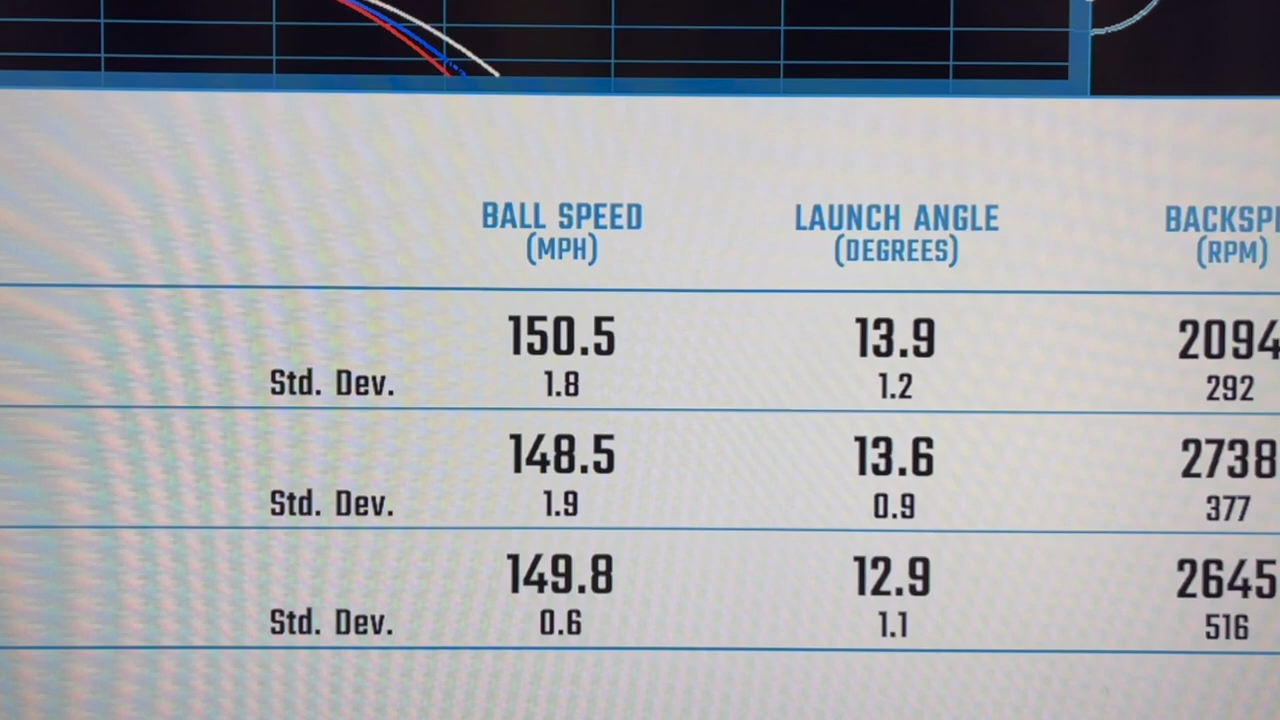 BALL SPEED LAUNCH ANGLE BACKSPI
(MPH) (DEGREES) (RPM)
150.5 13.9 2094
Std. Dev. 1.8 1.2 292
148.5 13.6 2738
Std. Dev. 1.9 0.9 377
149.8 12.9 2645
Std. Dev. 0.6 1.1 516